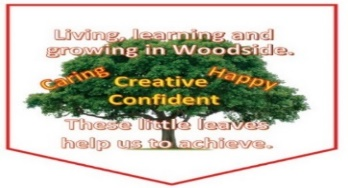 Living, learning and
growing in Woodside.
Caring Happy
Creative
Confident
These little leaves
help us to achieve.